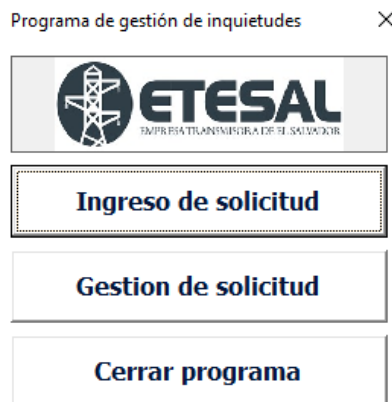 Programa de gestión de inquietudes
ETESAL
EMPRESA TRANSMISORA DE EL SALVADOR
Ingreso de solicitud
Gestion de solicitud
Cerrar programa